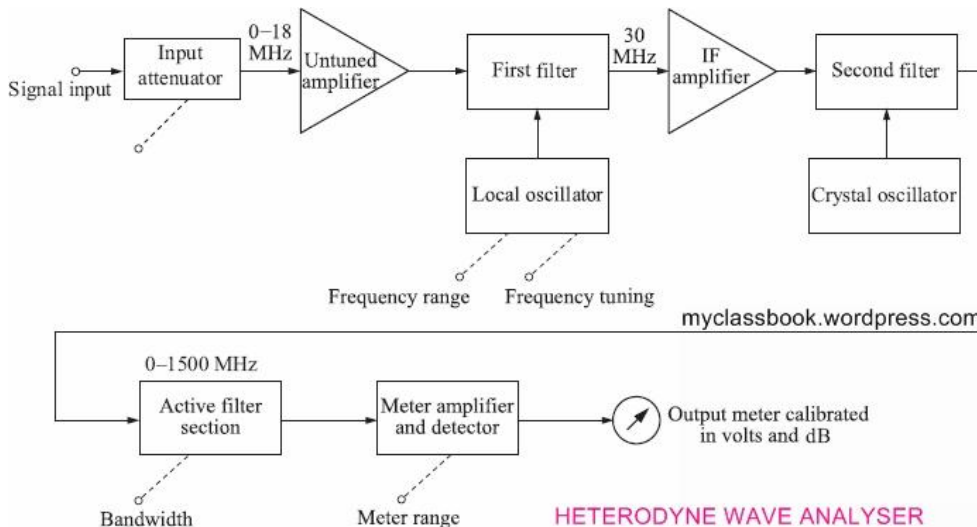 Signal input
Input
attenuator
0–18
MHz
Untuned
amplifier
First filter
30
MHz
IF
amplifier
Second filter
Local oscillator
Crystal oscillator
Frequency range
Frequency tuning
myclassbook.wordpress.com
0–1500 MHz
Active filter
section
Meter amplifier
and detector
Output meter calibrated
in volts and dB
Bandwidth
Meter range
HETERODYNE WAVE ANALYSER